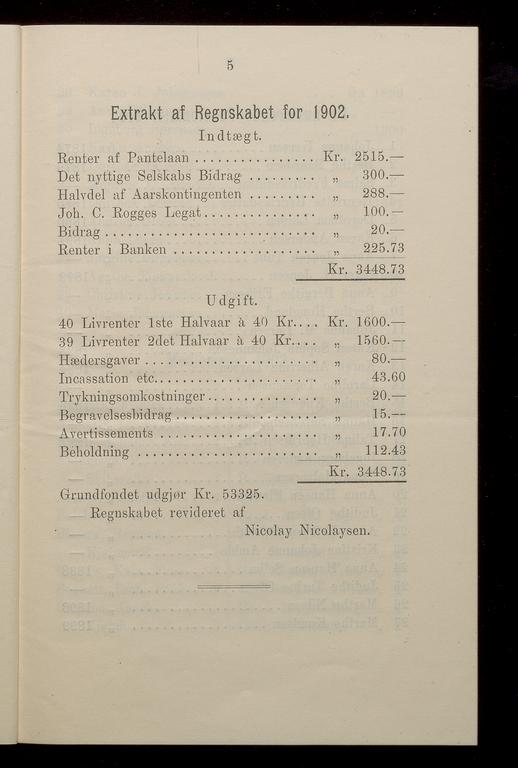 5
Extrakt af Regnskabet for 1902.
Indtægt.
Renter af Pantelaan ................ Kr. 2515.—
Det nyttige Selskabs Bidrag ......... „ 300.—
Halvdel af Aarskontingenten ......... „ 288.—
Joh. C. Rogges Legat............... „ 100.—
Bidrag............................ „ 20.—
Renter i Banken ................... „ 225.73
Kr. 3448.73
Udgift.
40 Livrenter 1ste Halvaar à 40 Kr.... Kr. 1600.—
39 Livrenter 2det Halvaar à 40 Kr.... „ 1560.—
Hædersgaver ....................... „ 80.—
Incassation etc...................... „ 43.60
Trykningsomkostninger.............. „ 20.—
Begravelsesbidrag................... „ 15.—
Avertissements ..................... „ 17.70
Beholdning ........................ „ 112.43
Kr. 3448.73
Grundfondet udgjør Kr. 53325.
Regnskabet revideret af
Nicolay Nicolaysen.